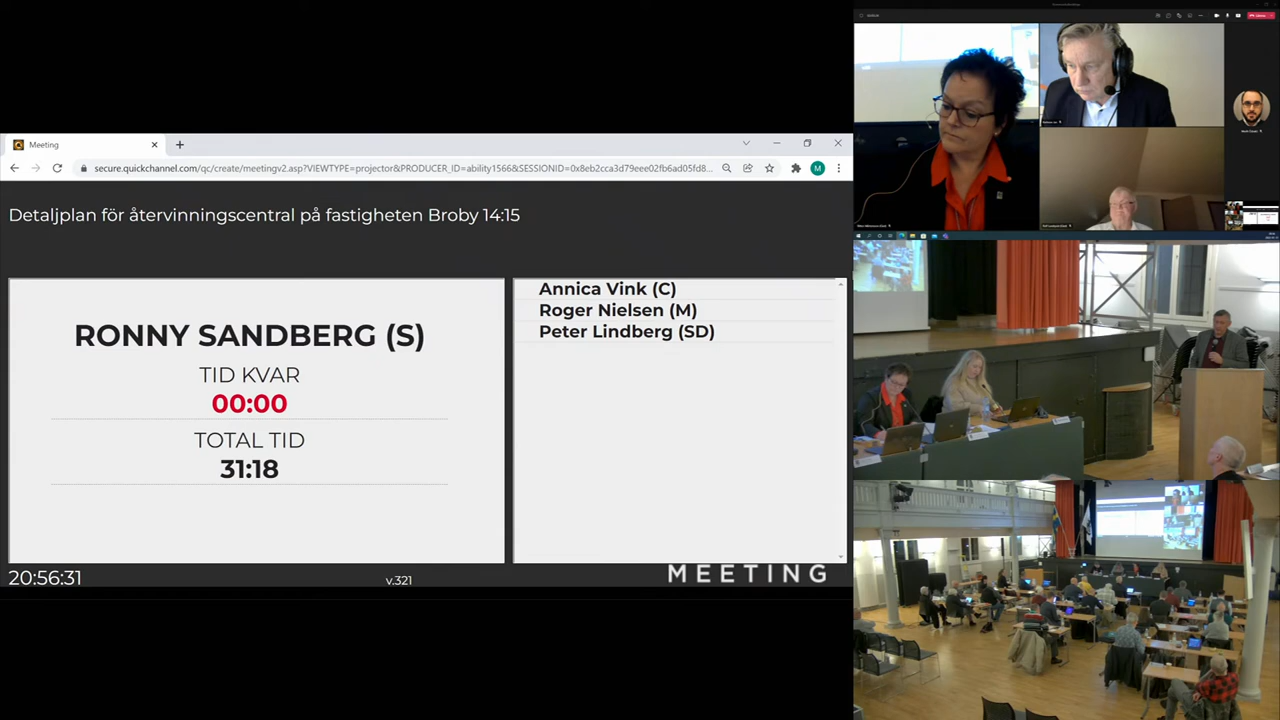 Meeting
secure.quickchannel.com/qc/create/meetingv2.asp?VIEWTYPE=projector&PRODUCER_ID=ability1566&SESSIONID=0x8eb2cca3d79eee02fb6ad05fd8...
M
Detaljplan för återvinningscentral på fastigheten Broby 14:15
RONNY SANDBERG (S)
TID KVAR
00:00
TOTAL TID
31:18
Annica Vink (C)
Roger Nielsen (M)
Peter Lindberg (SD)
20:56:31
v.321
MEETING